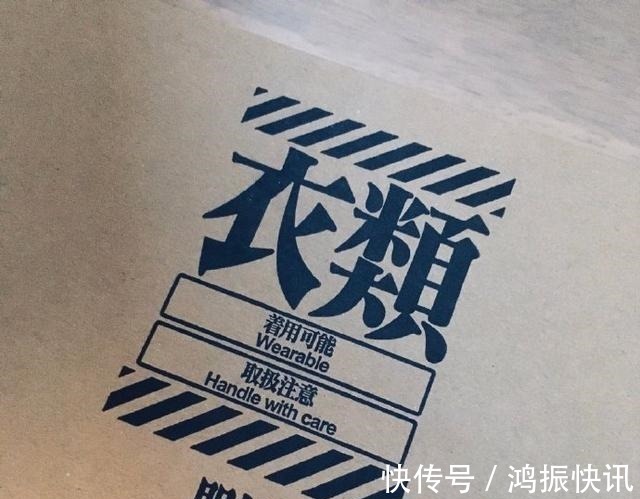 衣類
着用可能
Wearable
取扱注意
Handle with care
快传号／鸿振快讯